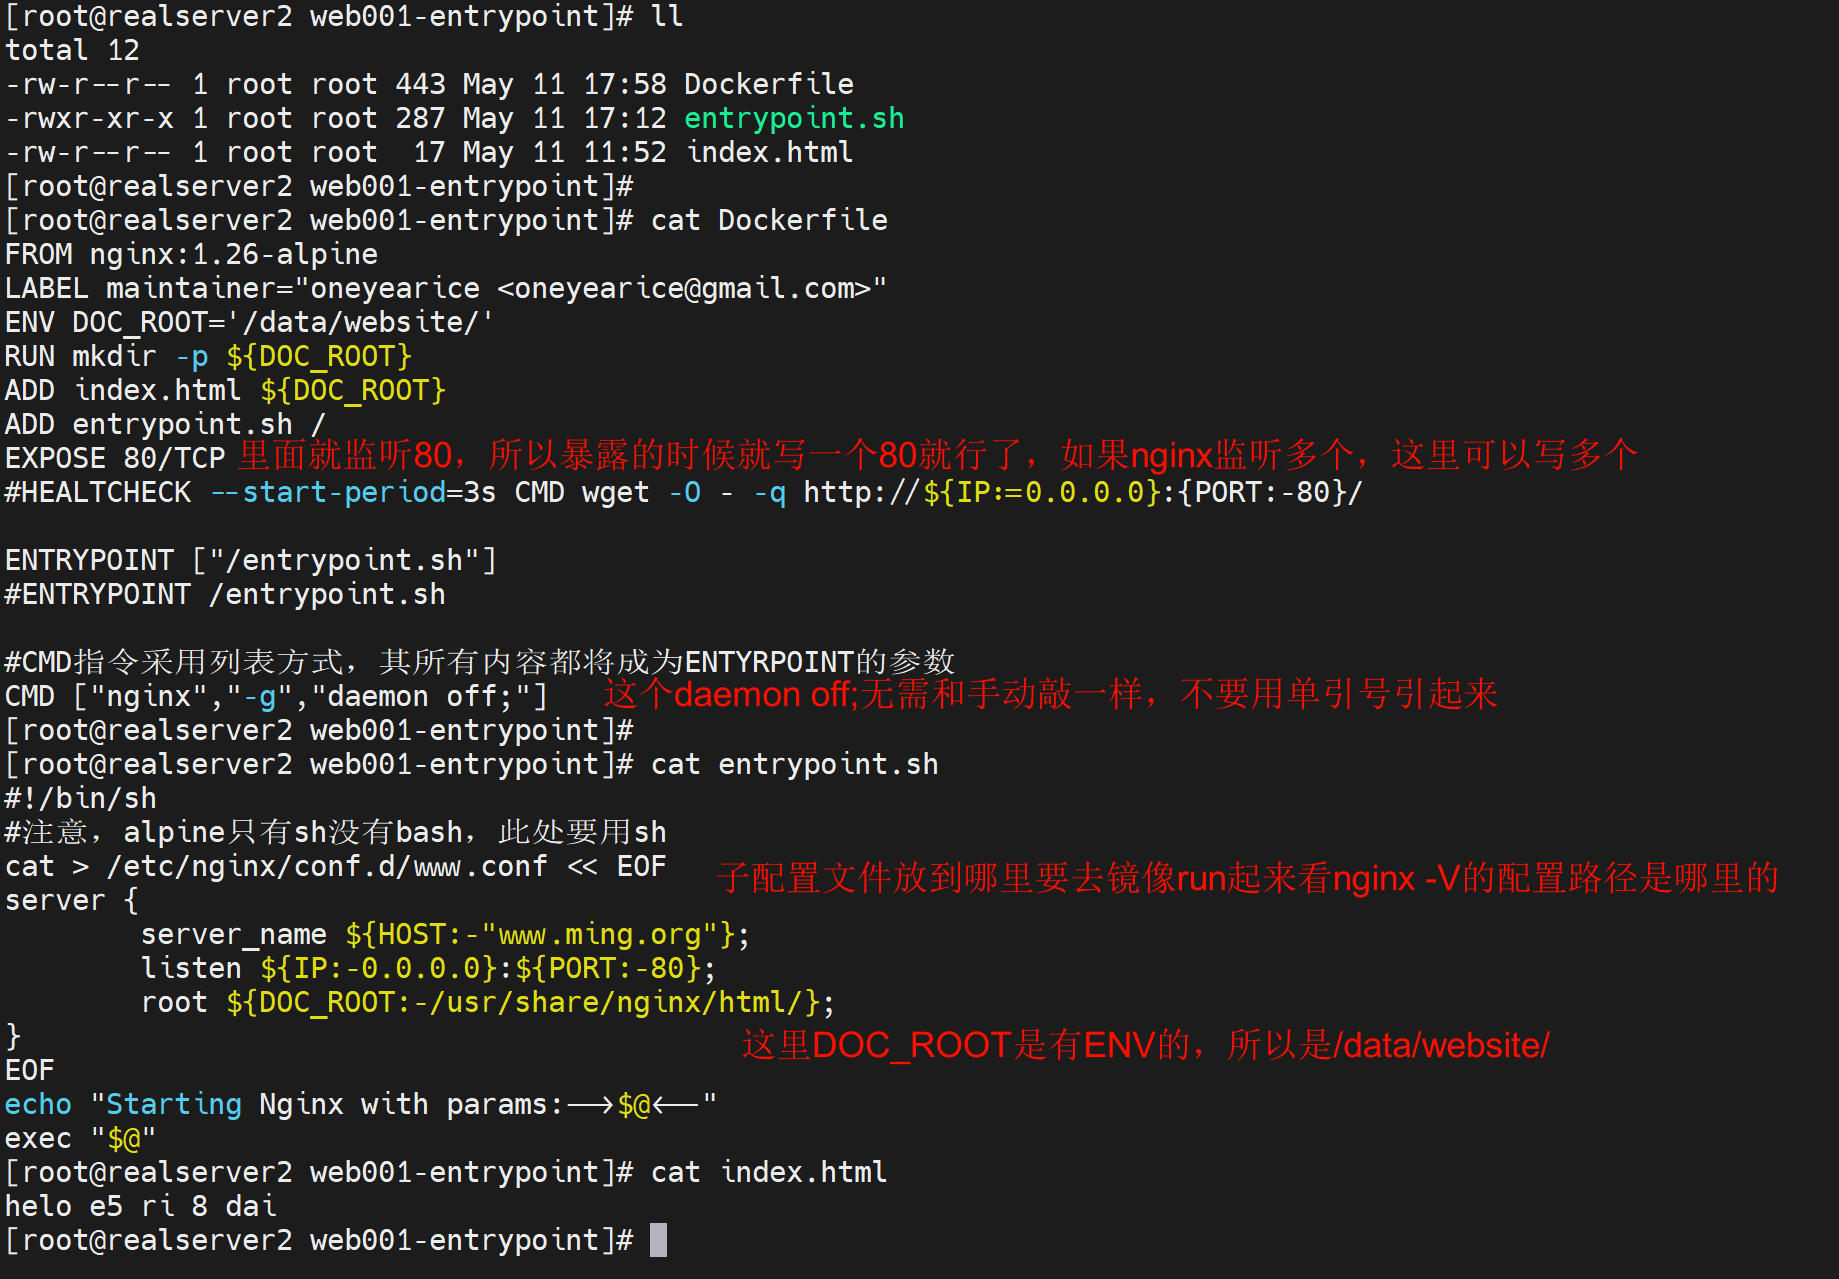 [root@realserver2 web001-entrypoint]# ll
total 12
-rw-r--r-- 1 root root 443 May 11 17:58 Dockerfile
-rwxr-xr-x 1 root root 287 May 11 17:12 entrypoint.sh
-rw-r--r-- 1 root root  17 May 11 11:52 index.html
[root@realserver2 web001-entrypoint]#
[root@realserver2 web001-entrypoint]# cat Dockerfile
FROM nginx:1.26-alpine
LABEL maintainer="oneyearice <oneyearice@gmail.com>"
ENV DOC_ROOT='/data/website/'
RUN mkdir -p ${DOC_ROOT}
ADD index.html ${DOC_ROOT}
ADD entrypoint.sh /
EXPOSE 80/TCP 里面就监听80，所以暴露的时候就写一个80就行了，如果nginx监听多个，这里可以写多个
#HEALTCHECK --start-period=3s CMD wget -O - -q http://${IP:=0.0.0.0}:{PORT:-80}/
ENTRYPOINT ["/entrypoint.sh"]
#ENTRYPOINT /entrypoint.sh
#CMD指令采用列表方式，其所有内容都将成为ENTYRPOINT的参数
CMD ["nginx","-g","daemon off;"] 这个daemon off;无需和手动敲一样，不要用单引号引起来
[root@realserver2 web001-entrypoint]#
[root@realserver2 web001-entrypoint]# cat entrypoint.sh
#!/bin/sh
#注意，alpine只有sh没有bash，此处要用sh
cat > /etc/nginx/conf.d/www.conf << EOF 子配置文件放到哪里要去镜像run起来看nginx -V的配置路径是哪里的
server {
        server_name ${HOST:-"www.ming.org"};
        listen ${IP:-0.0.0.0}:${PORT:-80};
        root ${DOC_ROOT:-/usr/share/nginx/html/};
}
这里DOC_ROOT是有ENV的，所以是/data/website/
EOF
echo "Starting Nginx with params:-->$@<--"
exec "$@"
[root@realserver2 web001-entrypoint]# cat index.html
helo e5 ri 8 dai
[root@realserver2 web001-entrypoint]#